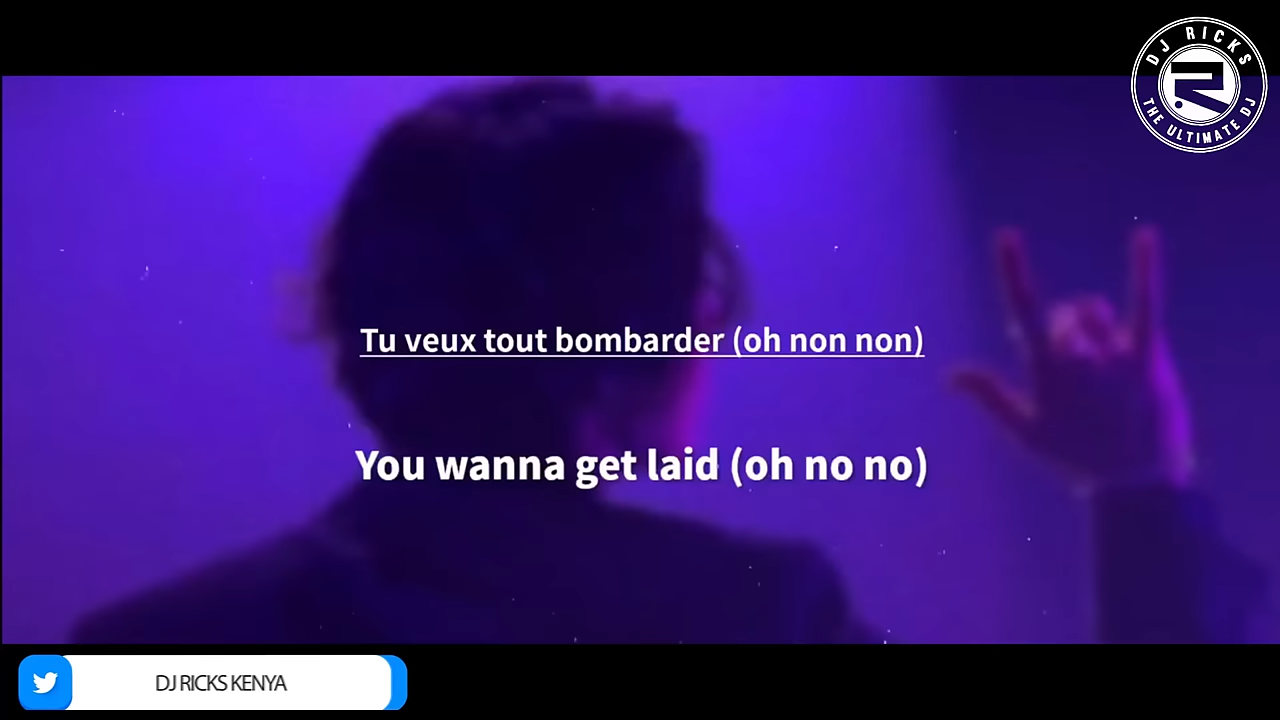 DJ RICKS
THE ULTIMATE DJ
Tu veux tout bombarder (oh non non)
You wanna get laid (oh no no)
DJ RICKS KENYA